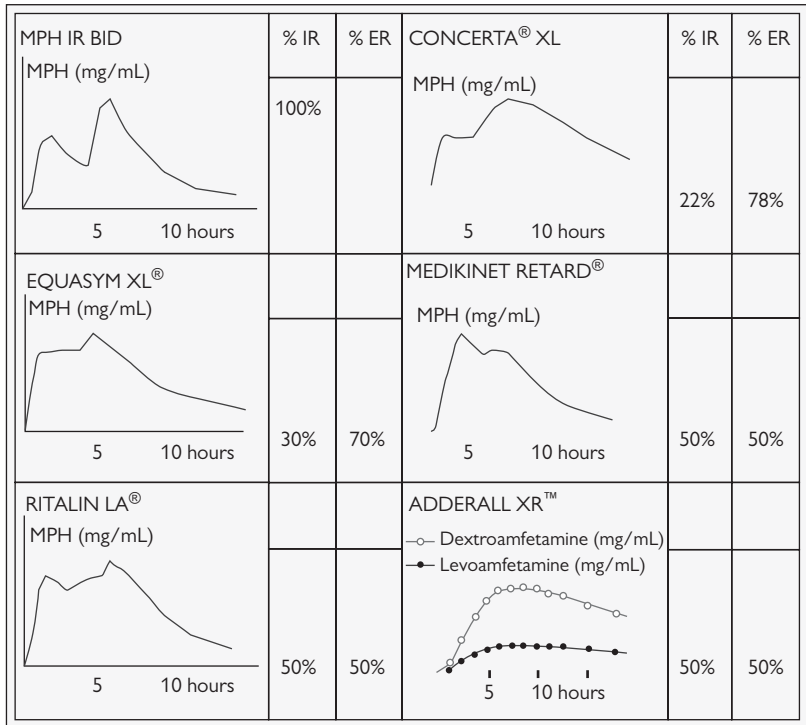 MPH IR BID
% IR
% ER
MPH (mg/mL)
100%
5 10 hours
CONCERTA® XL
% IR
% ER
MPH (mg/mL)
22%
78%
5 10 hours
EQUASYM XL®
MPH (mg/mL)
30%
70%
5 10 hours
MEDIKINET RETARD®
MPH (mg/mL)
50%
50%
5 10 hours
RITALIN LA®
MPH (mg/mL)
50%
50%
5 10 hours
ADDERALL XR™
Dextroamfetamine (mg/mL)
Levoamfetamine (mg/mL)
50%
50%
5 10 hours